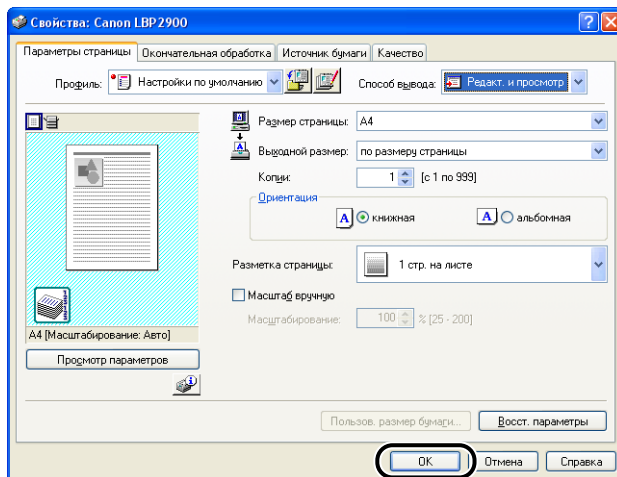 Свойства: Canon LBP2900
Параметры страницы Окончательная обработка Источник бумаги Качество
Профиль: Настройки по умолчанию Способ вывода: Редакт. и просмотр
Размер страницы: A4
Выходной размер: по размеру страницы
Копии: 1 [с 1 по 999]
Ориентация
A книжная A альбомная
Разметка страницы: 1 стр. на листе
Масштаб вручную
Масштабирование: 100 % [25 - 200]
A4 [Масштабирование: Авто]
Просмотр параметров
Пользов. размер бумаги... Восст. параметры
OK Отмена Справка